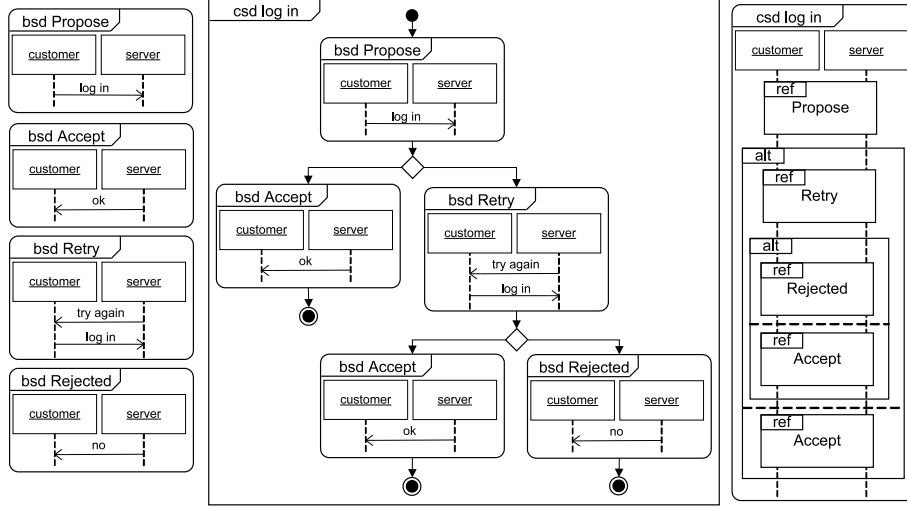 bsd Propose
customer
server
log in
bsd Accept
customer
server
ok
bsd Retry
customer
server
try again
log in
bsd Rejected
customer
server
no
csd log in
bsd Propose
customer
server
log in
bsd Accept
customer
server
ok
bsd Retry
customer
server
try again
log in
bsd Accept
customer
server
ok
bsd Rejected
customer
server
no
csd log in
customer
server
ref
Propose
alt
ref
Retry
alt
ref
Rejected
ref
Accept
ref
Accept